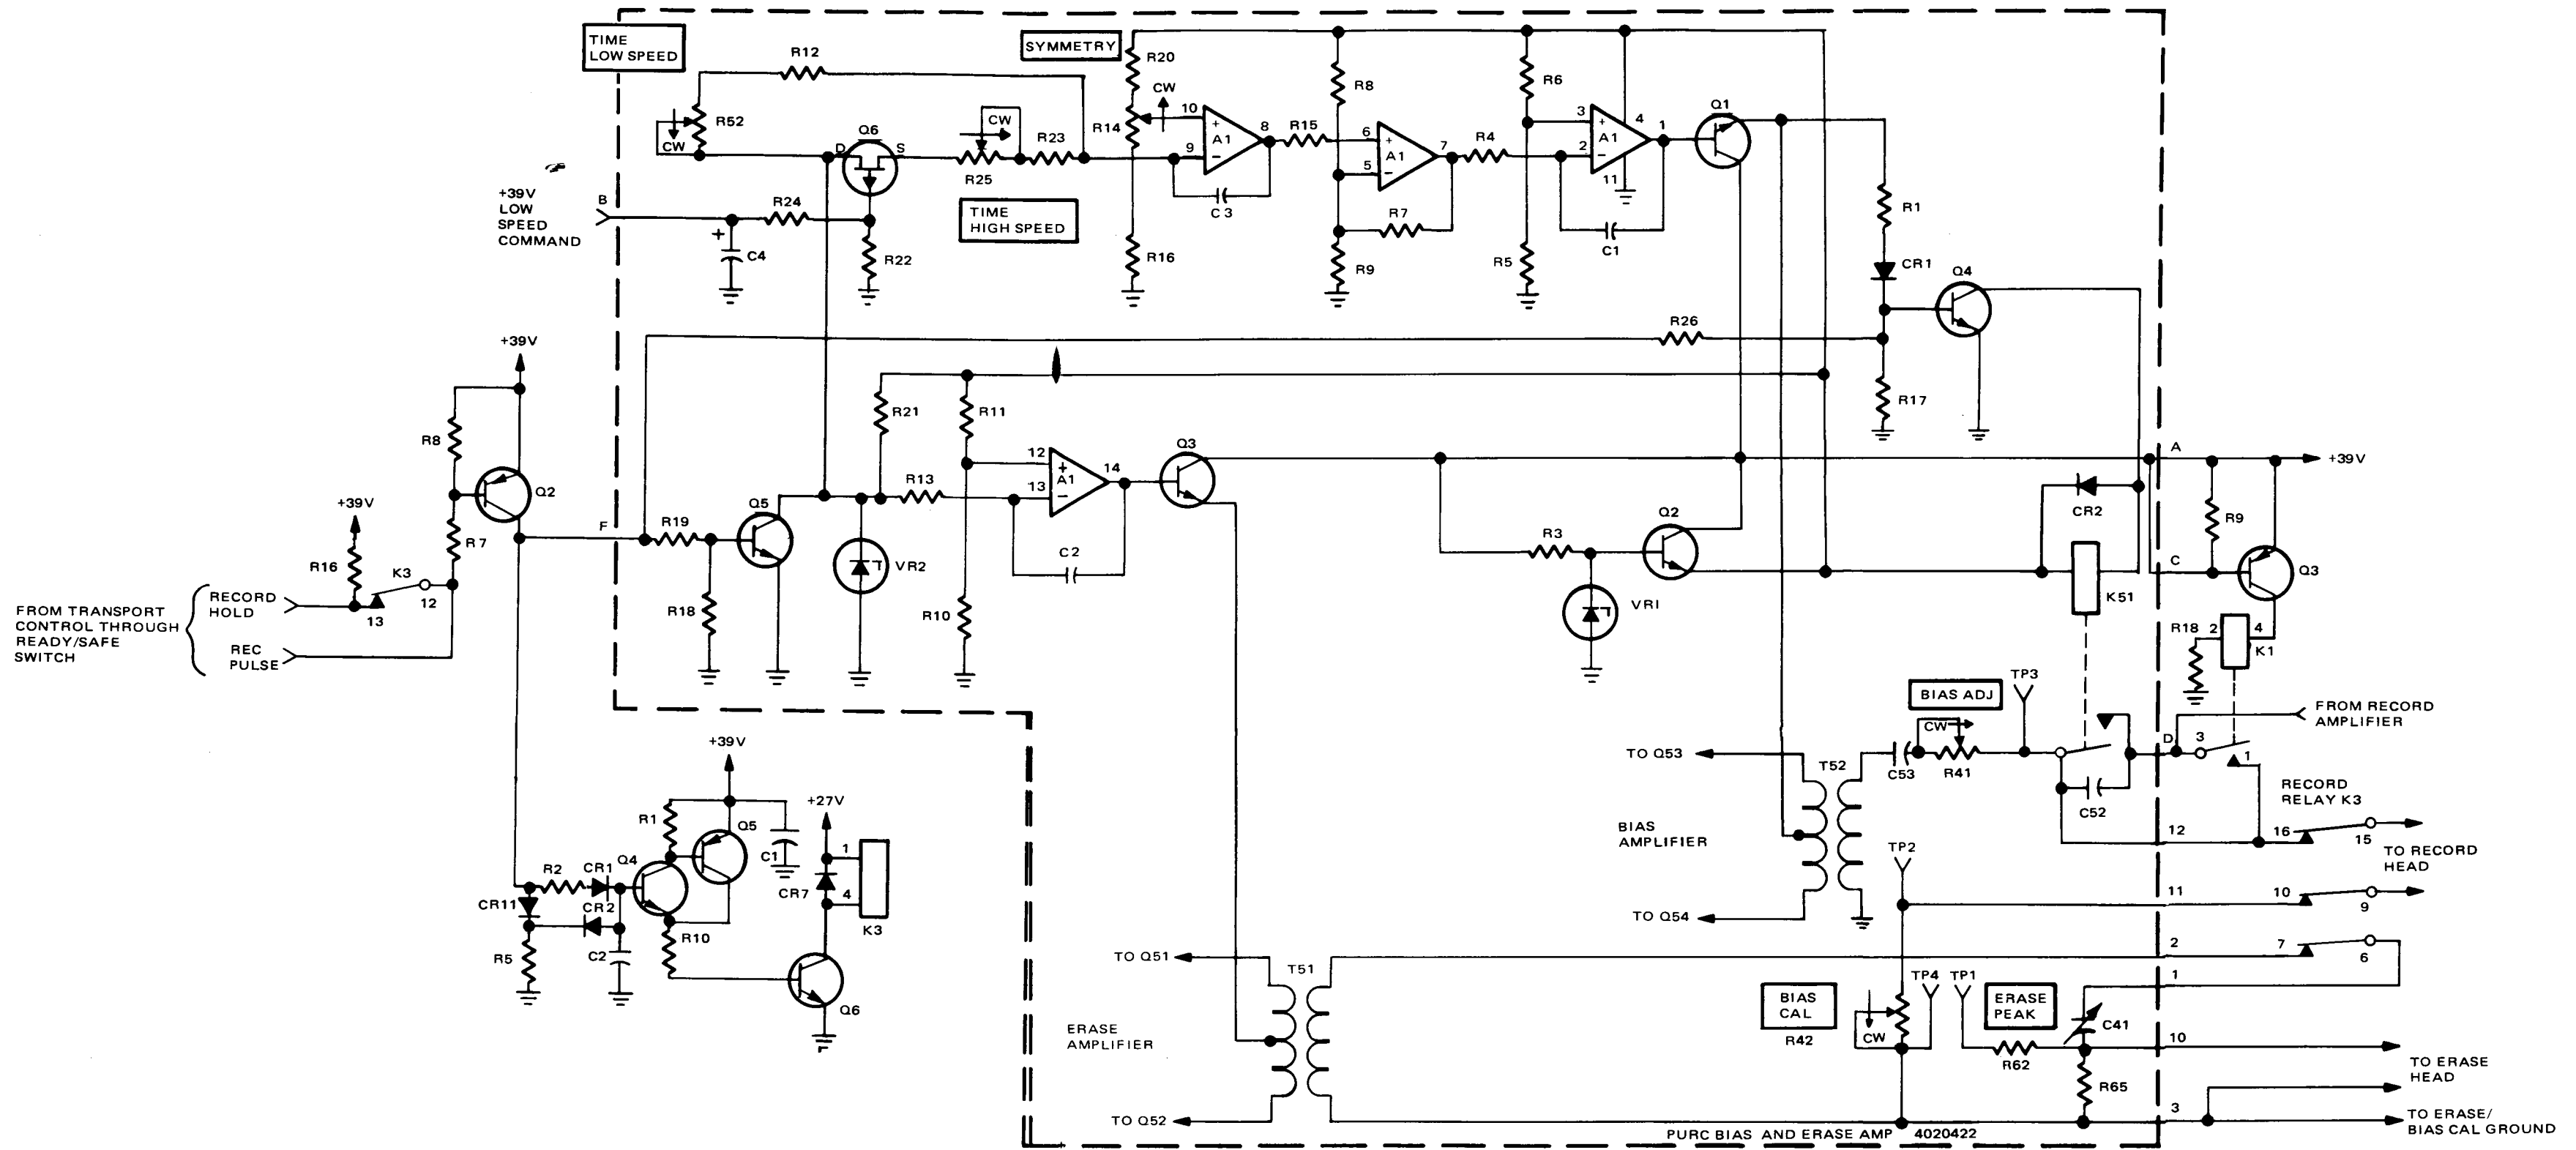 TIME
LOW SPEED
R12
SYMMETRY
R20
CW
R8
R6
Q1
R52
CW
Q6
D
S
CW
R23
R25
R14
10
9
+
−
A1
8
R15
6
5
+
−
A1
7
R4
3
2
+
−
A1
4
1
11
C3
R7
C1
+39V
LOW
SPEED
COMMAND
B
R24
+
C4
R22
TIME
HIGH SPEED
R16
R9
R5
R1
CR1
Q4
R26
R17
+39V
R8
Q2
R7
+39V
R16
K3
12
13
FROM TRANSPORT
CONTROL THROUGH
READY/SAFE
SWITCH
RECORD
HOLD
REC
PULSE
F
R19
R18
Q5
VR2
R21
R11
R13
R10
12
13
+
−
A1
14
C2
Q3
R3
VR1
Q2
A
+39V
CR2
R9
C
Q3
K51
R18
2
4
K1
BIAS ADJ
TP3
CW
C53
R41
C52
D
3
1
FROM RECORD
AMPLIFIER
RECORD
RELAY K3
12
16
15
TO RECORD
HEAD
TO Q53
T52
BIAS
AMPLIFIER
TO Q54
TP2
11
10
9
2
7
6
1
+39V
R1
Q5
C1
+27V
1
4
CR7
K3
R2
CR1
Q4
CR11
CR2
R5
C2
R10
Q6
TO Q51
T51
ERASE
AMPLIFIER
TO Q52
BIAS
CAL
R42
CW
TP4
TP1
ERASE
PEAK
C41
R62
R65
10
TO ERASE
HEAD
3
TO ERASE/
BIAS CAL GROUND
PURC BIAS AND ERASE AMP 4020422